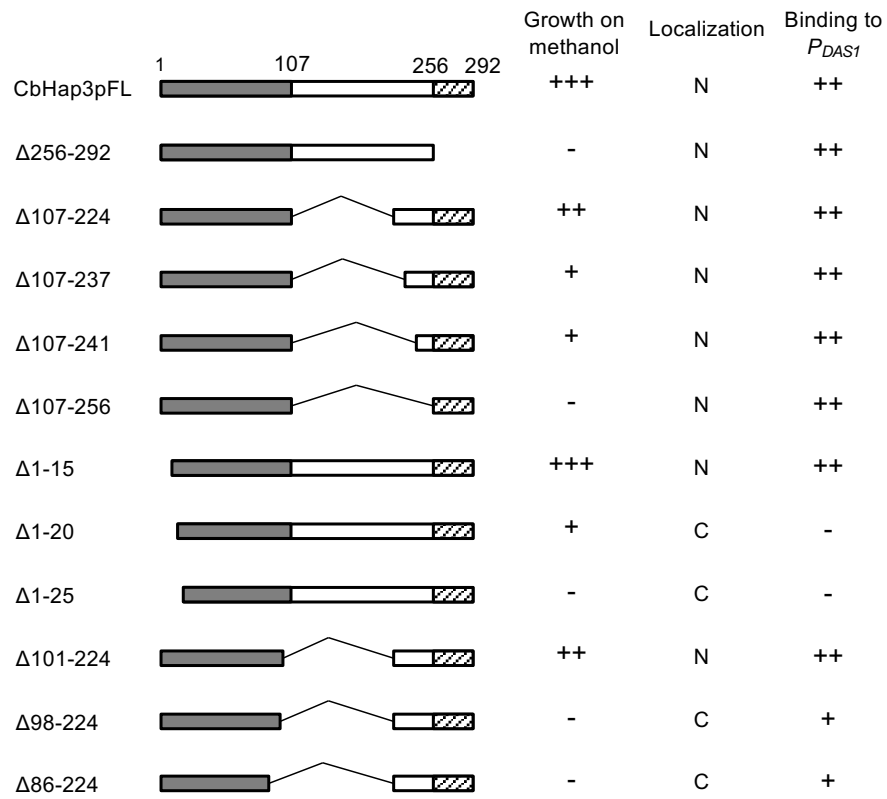 Growth on methanol Localization Binding to P_DAS1
1 107 256 292
CbHap3pFL +++ N ++
Δ256-292 - N ++
Δ107-224 ++ N ++
Δ107-237 + N ++
Δ107-241 + N ++
Δ107-256 - N ++
Δ1-15 +++ N ++
Δ1-20 + C -
Δ1-25 - C -
Δ101-224 ++ N ++
Δ98-224 - C +
Δ86-224 - C +